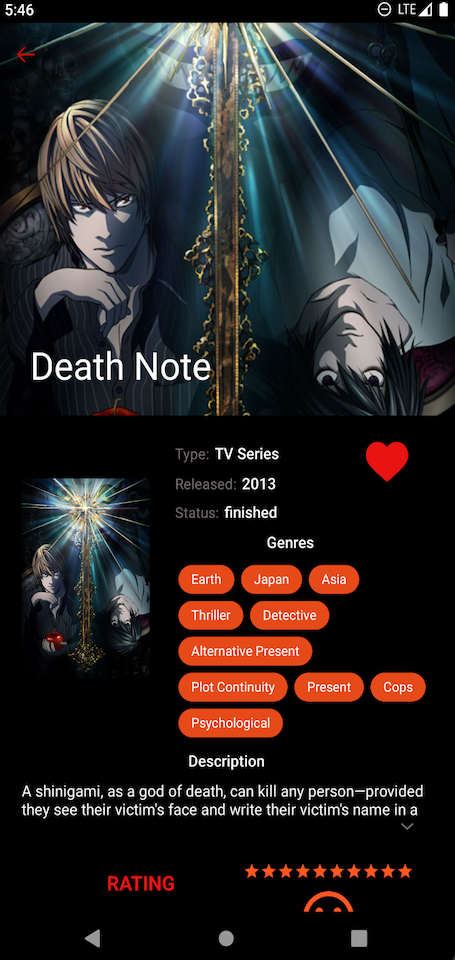 5:46 LTE
Death Note
Type: TV Series
Released: 2013
Status: finished
Genres
Earth Japan Asia
Thriller Detective
Alternative Present
Plot Continuity Present Cops
Psychological
Description
A shinigami, as a god of death, can kill any person—provided
they see their victim's face and write their victim's name in a
RATING